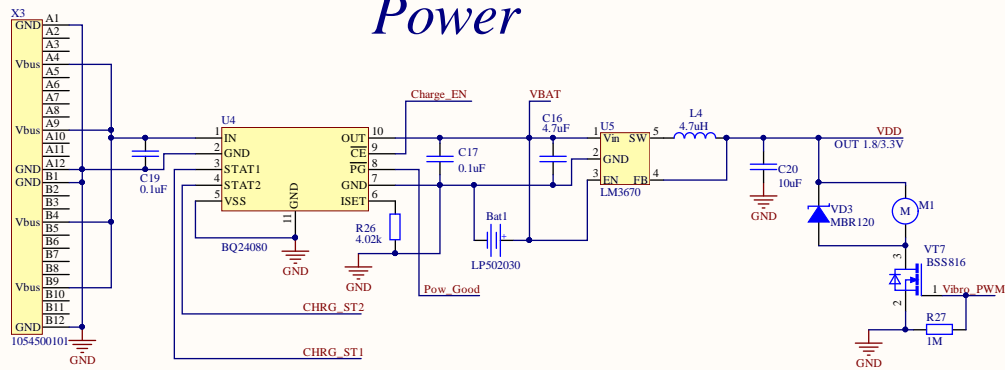 Power
X3
GND A1
A2
A3
Vbus A4
A5
A6
A7
A8
Vbus A9
A10
A11
GND A12
GND B1
B2
B3
Vbus B4
B5
B6
B7
B8
Vbus B9
B10
B11
GND B12
1054500101
GND
C19
0.1uF
U4
1 IN
2 GND
3 STAT1
4 STAT2
5 VSS
OUT 10
CE 9
PG 8
GND 7
ISET 6
GND
11
BQ24080
GND
CHRG_ST2
CHRG_ST1
Charge_EN
R26
4.02k
GND
Pow_Good
C17
0.1uF
Bat1
+
LP502030
VBAT
C16
4.7uF
U5
1 Vin
2 GND
3 EN
SW 5
FB 4
LM3670
L4
4.7uH
VDD
OUT 1.8/3.3V
C20
10uF
GND
VD3
MBR120
M
M1
VT7
BSS816
3
1
2
Vibro_PWM
R27
1M
GND